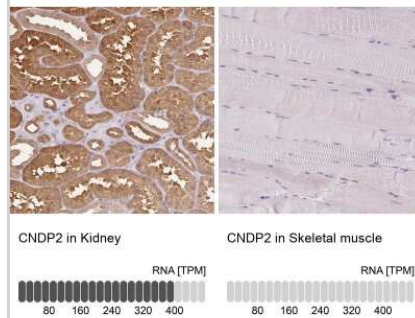 CNDP2 in Kidney
CNDP2 in Skeletal muscle
RNA [TPM]
RNA [TPM]
80 160 240 320 400
80 160 240 320 400